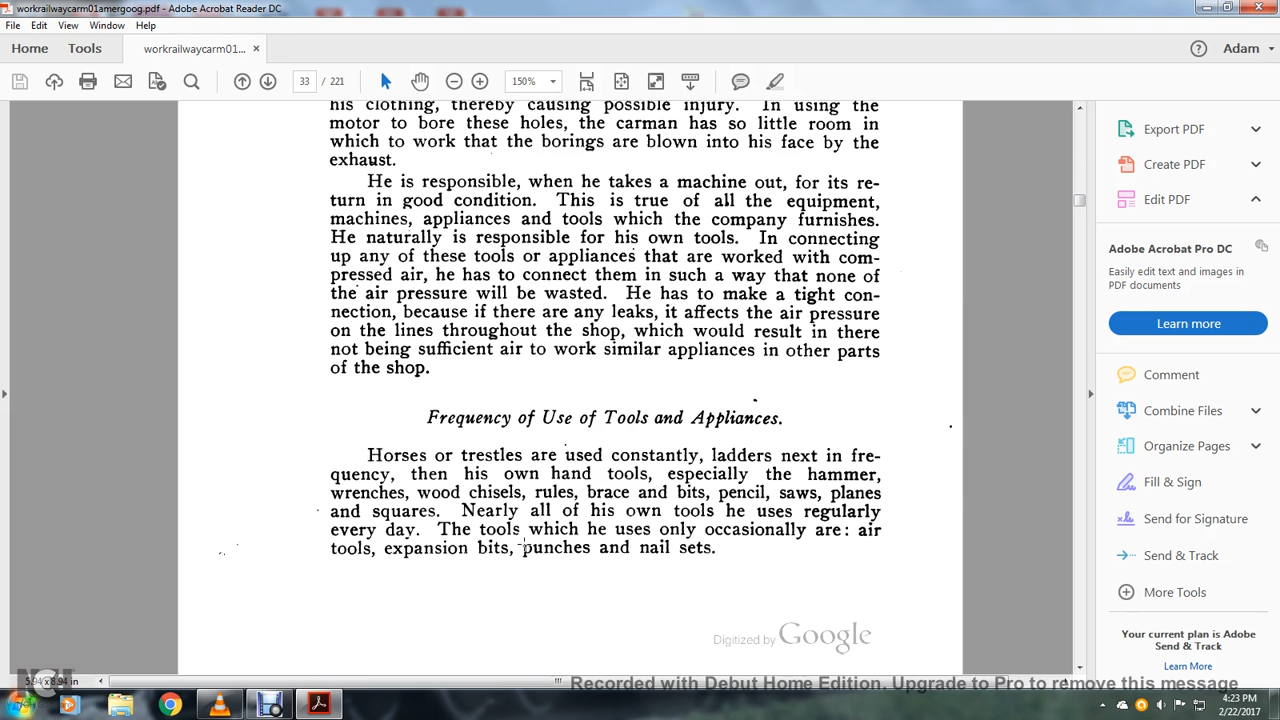 workrailwaycarm01amergoog.pdf - Adobe Acrobat Reader DC
File Edit View Window Help
Home Tools workrailwaycarm01... × Adam
33 / 221 150%
his clothing, thereby causing possible injury. In using the
motor to bore these holes, the carman has so little room in
which to work that the borings are blown into his face by the
exhaust.
He is responsible, when he takes a machine out, for its re-
turn in good condition. This is true of all the equipment,
machines, appliances and tools which the company furnishes.
He naturally is responsible for his own tools. In connecting
up any of these tools or appliances that are worked with com-
pressed air, he has to connect them in such a way that none of
the air pressure will be wasted. He has to make a tight con-
nection, because if there are any leaks, it affects the air pressure
on the lines throughout the shop, which would result in there
not being sufficient air to work similar appliances in other parts
of the shop.
Frequency of Use of Tools and Appliances.
Horses or trestles are used constantly, ladders next in fre-
quency, then his own hand tools, especially the hammer,
wrenches, wood chisels, rules, brace and bits, pencil, saws, planes
and squares. Nearly all of his own tools he uses regularly
every day. The tools which he uses only occasionally are: air
tools, expansion bits, punches and nail sets.
Digitized by Google
Export PDF
Create PDF
Edit PDF
Adobe Acrobat Pro DC
Easily edit text and images in
PDF documents
Learn more
Comment
Combine Files
Organize Pages
Fill & Sign
Send for Signature
Send & Track
More Tools
Your current plan is Adobe
Send & Track
Learn More
NCH
5.94 x 8.94 in
Recorded with Debut Home Edition. Upgrade to Pro to remove this message
4:23 PM
2/22/2017